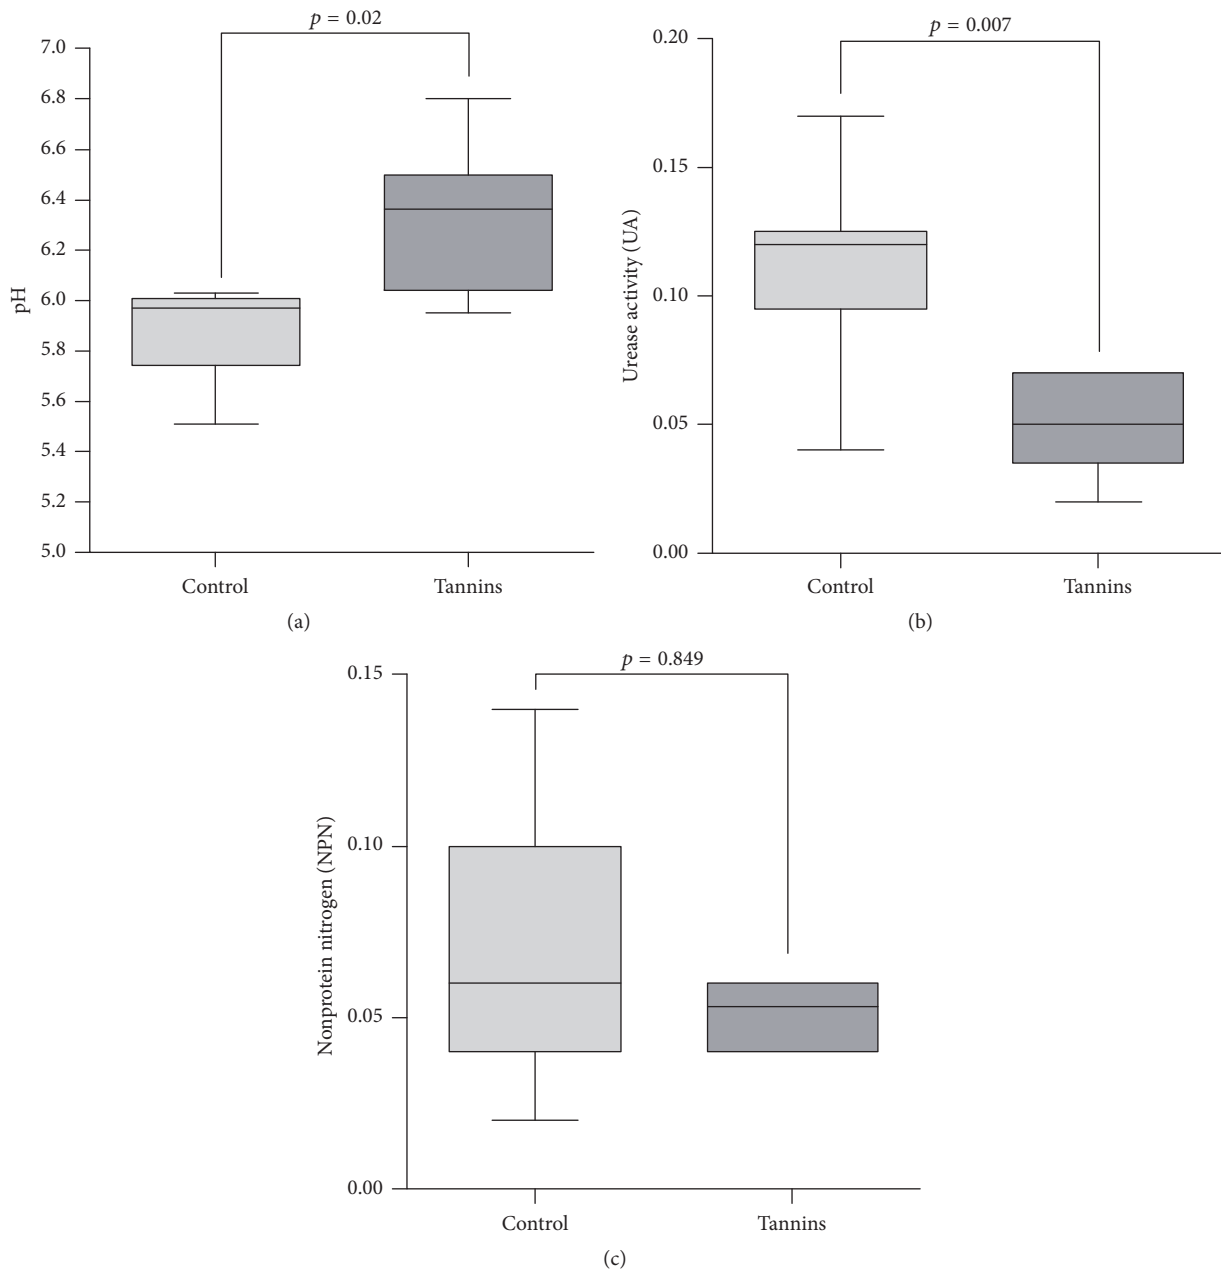 p = 0.02
7.0
6.8
6.6
6.4
6.2
6.0
5.8
5.6
5.4
5.2
5.0
pH
Control Tannins
(a)
p = 0.007
0.20
0.15
0.10
0.05
0.00
Urease activity (UA)
Control Tannins
(b)
p = 0.849
0.15
0.10
0.05
0.00
Nonprotein nitrogen (NPN)
Control Tannins
(c)